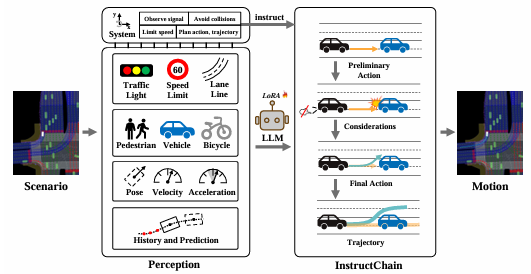 Observe signal
Avoid collisions
Limit speed
Plan action, trajectory
y
x
System
instruct
Traffic
Light
60
Speed
Limit
Lane
Line
Pedestrian
Vehicle
Bicycle
Pose
Velocity
Acceleration
History and Prediction
Perception
Scenario
LoRA
LLM
Preliminary
Action
Considerations
Final Action
Trajectory
InstructChain
Motion